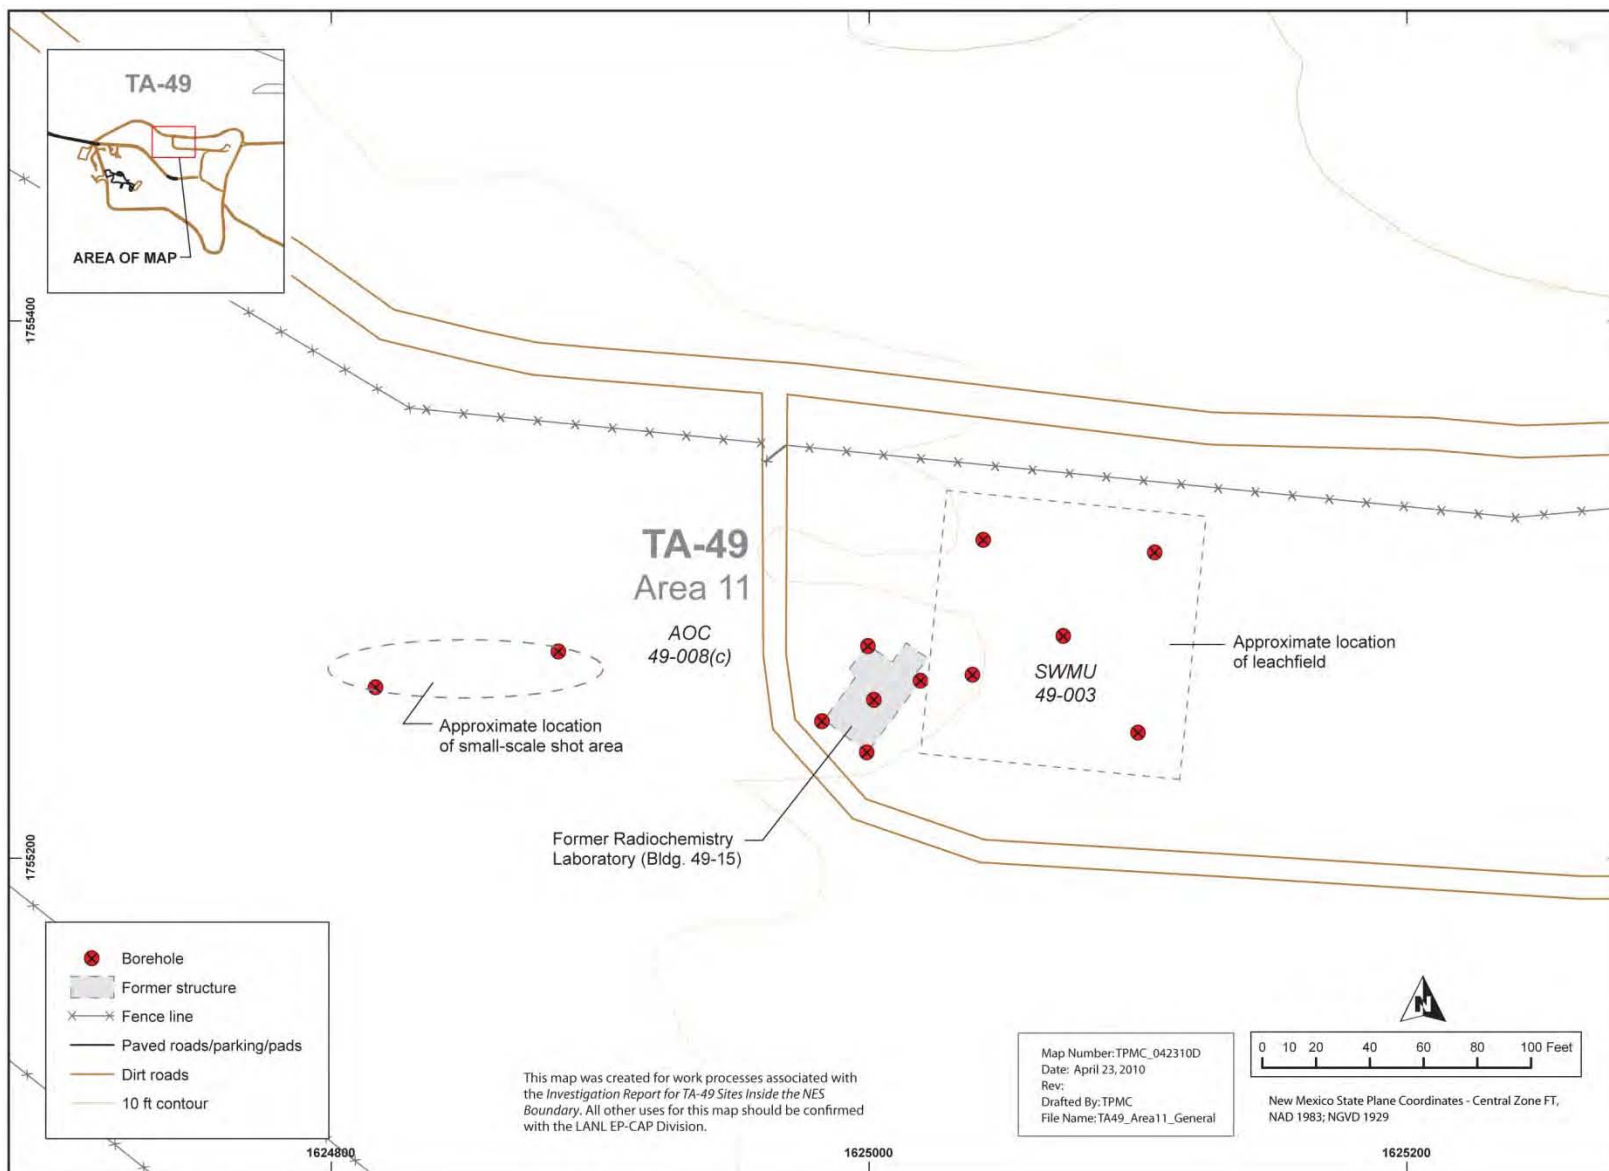 TA-49
AREA OF MAP
1755400
TA-49
Area 11
AOC
49-008(c)
SWMU
49-003
Approximate location
of leachfield
Approximate location
of small-scale shot area
Former Radiochemistry
Laboratory (Bldg. 49-15)
1755200
Borehole
Former structure
Fence line
Paved roads/parking/pads
Dirt roads
10 ft contour
This map was created for work processes associated with
the Investigation Report for TA-49 Sites Inside the NES
Boundary. All other uses for this map should be confirmed
with the LANL EP-CAP Division.
Map Number:TPMC_042310D
Date: April 23, 2010
Rev:
Drafted By: TPMC
File Name: TA49_Area11_General
N
0 10 20 40 60 80 100 Feet
New Mexico State Plane Coordinates - Central Zone FT,
NAD 1983; NGVD 1929
1624800
1625000
1625200